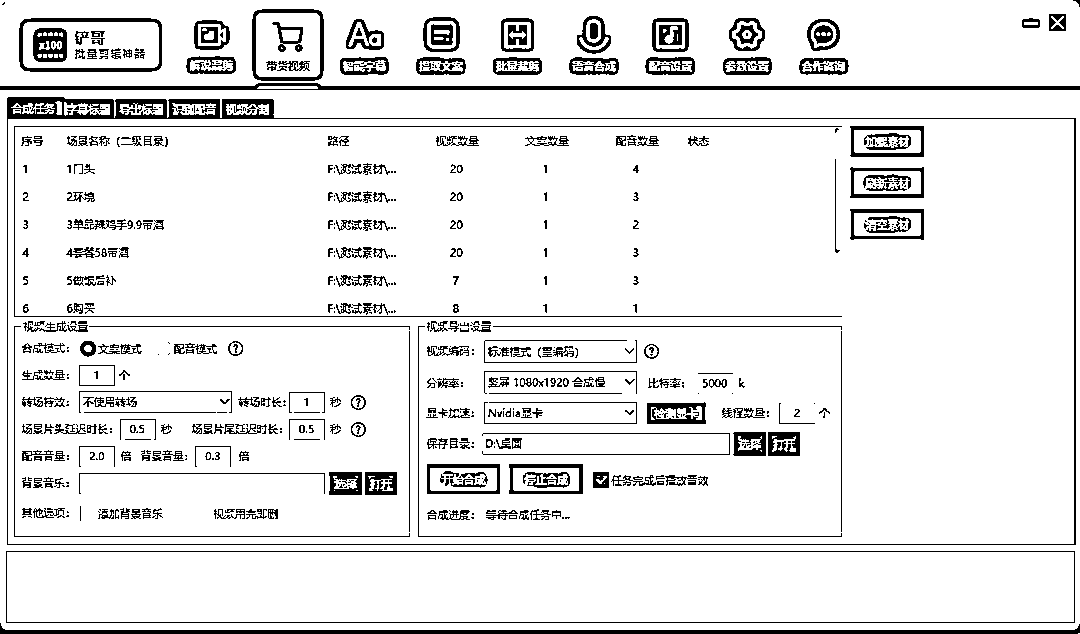 x100 铲哥
批量剪辑神器
带货视频 智能字幕 提取文案 批量裁剪 语音合成 配音设置 参数设置 合作咨询
合成任务 字幕标题 导出标题 识别配音 视频分割
序号 场景名称（二级目录） 路径 视频数量 文案数量 配音数量 状态
1 1门头 F:\测试素材\... 20 1 4
2 2环境 F:\测试素材\... 20 1 3
3 3单品辣鸡手9.9带酒 F:\测试素材\... 20 1 2
4 4套餐58带酒 F:\测试素材\... 20 1 3
5 5做饭后补 F:\测试素材\... 7 1 3
6 6购买 F:\测试素材\... 8 1 1
加载素材
刷新素材
清空素材
视频生成设置
合成模式： 文案模式 配音模式 ?
生成数量： 1 个
转场特效： 不使用转场 转场时长： 1 秒 ?
场景片头延迟时长： 0.5 秒 场景片尾延迟时长： 0.5 秒 ?
配音音量： 2.0 倍 背景音量： 0.3 倍
背景音乐： 选择 打开
其他选项： 添加背景音乐 视频用完即删
视频导出设置
视频编码： 标准模式（重编码） ?
分辨率： 竖屏 1080x1920 合成慢 比特率： 5000 k
显卡加速： Nvidia显卡 检测显卡 线程数量： 2 个
保存目录： D:\桌面 选择 打开
开始合成 停止合成 任务完成后播放音效
合成进度： 等待合成任务中...